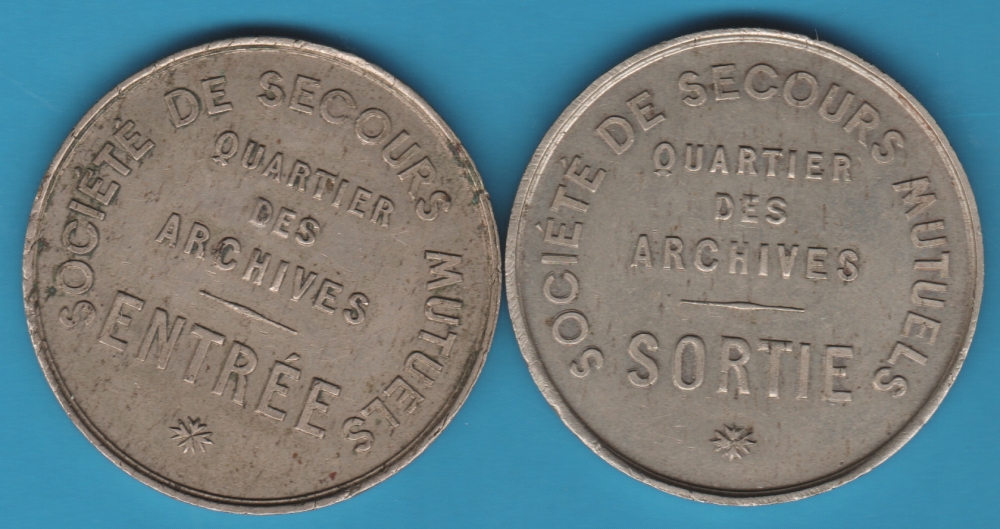 SOCIÉTÉ DE SECOURS MUTUELS
QUARTIER
DES
ARCHIVES
ENTRÉE
SOCIÉTÉ DE SECOURS MUTUELS
QUARTIER
DES
ARCHIVES
SORTIE